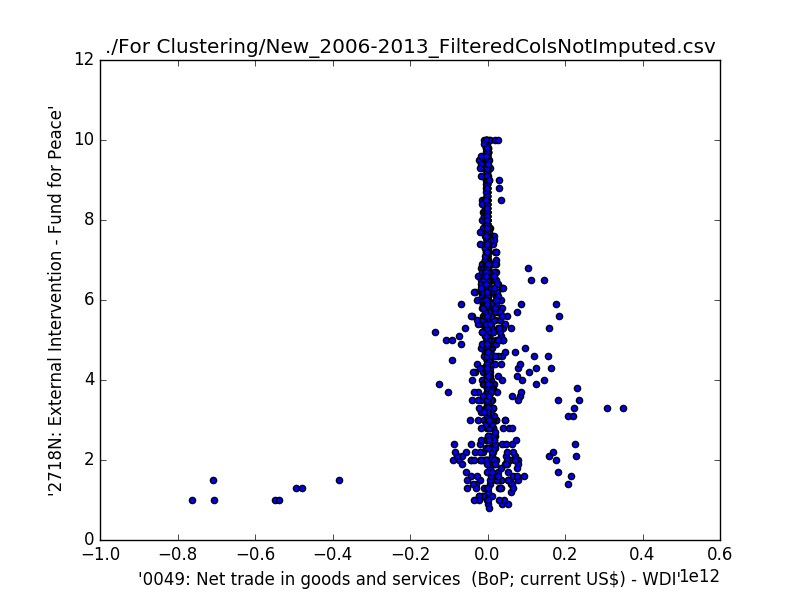 ./For Clustering/New_2006-2013_FilteredColsNotImputed.csv
12
10
8
6
4
2
0
'2718N: External Intervention - Fund for Peace'
−1.0 −0.8 −0.6 −0.4 −0.2 0.0 0.2 0.4 0.6
'0049: Net trade in goods and services  (BoP; current US$) - WDI'
1e12